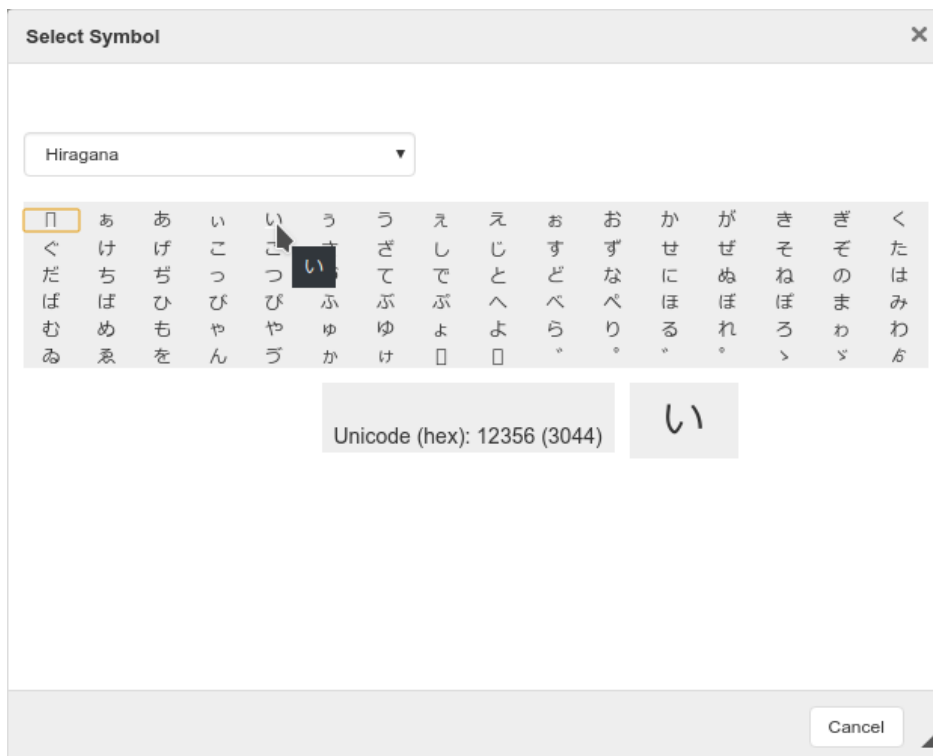 Select Symbol ×
Hiragana ▼
ぁ あ ぃ い ぅ う ぇ え ぉ お か が き ぎ く
ぐ け げ こ ざ し じ す ず せ ぜ そ ぞ た
だ ち ぢ っ つ い て で と ど な に ぬ ね の は
ば ぱ ひ び ぴ ふ ぶ ぷ へ べ ぺ ほ ぼ ぽ ま み
む め も ゃ や ゅ ゆ ょ よ ら り る れ ろ ゎ わ
ゐ ゑ を ん ゔ ゕ ゖ ゙ ゚ ゛ ゜ ゝ ゞ ゟ
Unicode (hex): 12356 (3044) い
Cancel